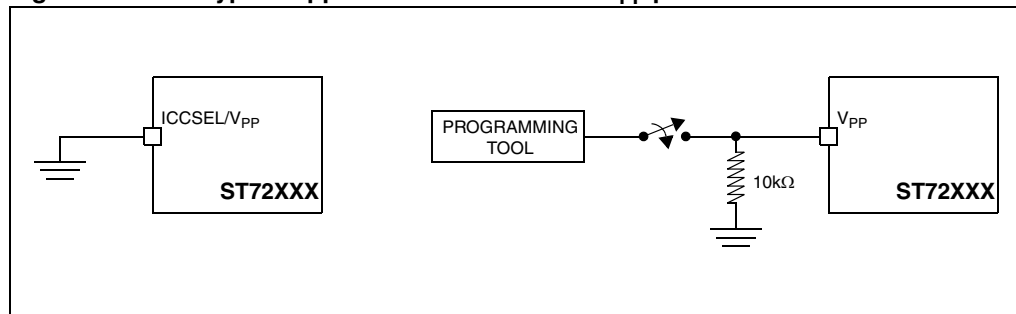 ICCSEL/VPP
ST72XXX
PROGRAMMING
TOOL
10kΩ
VPP
ST72XXX